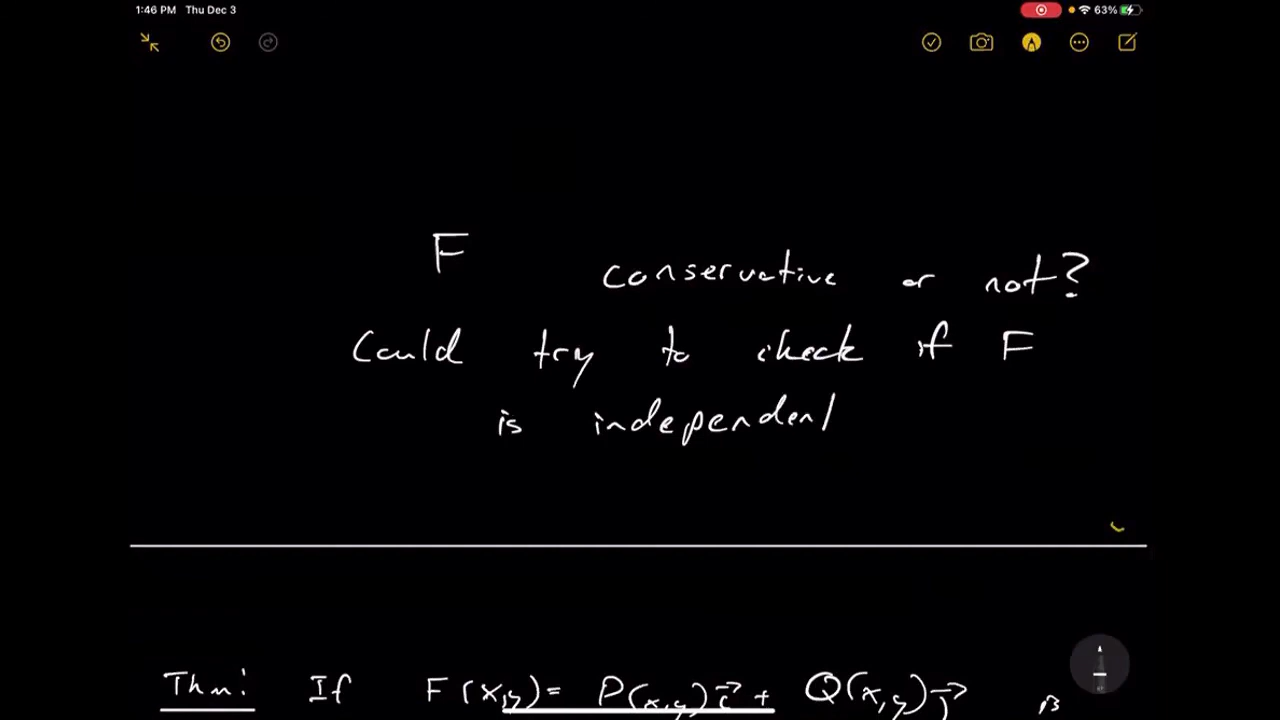 1:46 PM Thu Dec 3
63%
F conservative or not?
Could try to check if F
is independent
Thm: If F(x,y)= P(x,y)i⃗ + Q(x,y)j⃗ is